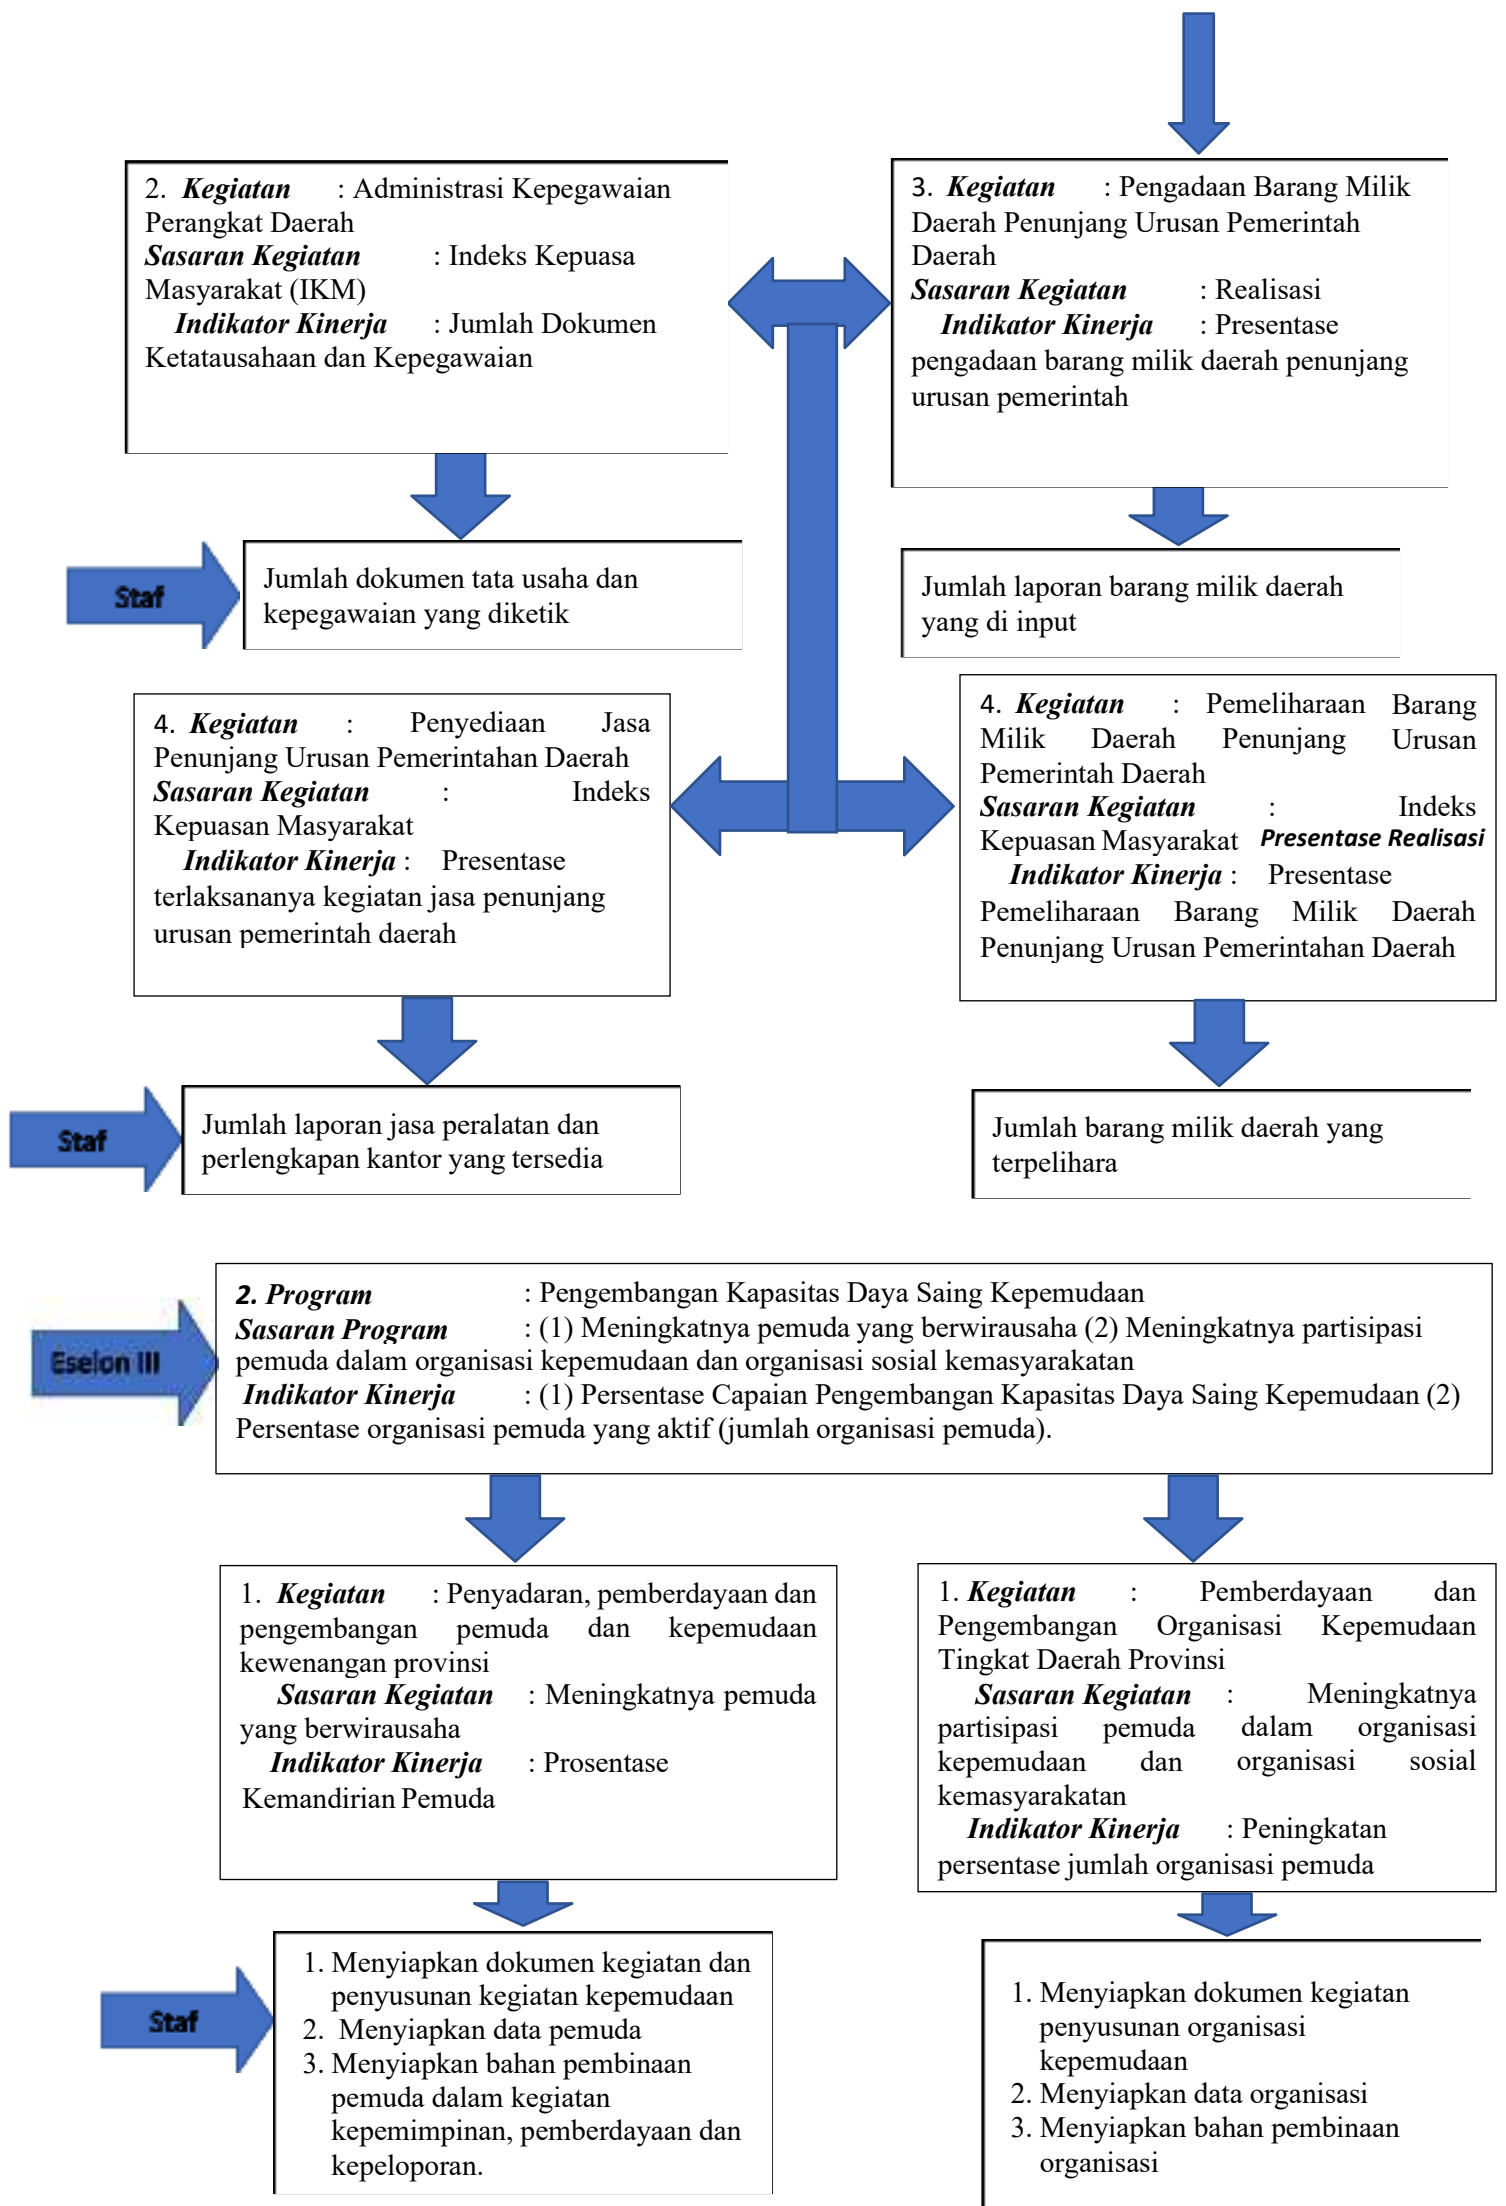 2. Kegiatan : Administrasi Kepegawaian
Perangkat Daerah
Sasaran Kegiatan : Indeks Kepuasa
Masyarakat (IKM)
Indikator Kinerja : Jumlah Dokumen
Ketatausahaan dan Kepegawaian
3. Kegiatan : Pengadaan Barang Milik
Daerah Penunjang Urusan Pemerintah
Daerah
Sasaran Kegiatan : Realisasi
Indikator Kinerja : Presentase
pengadaan barang milik daerah penunjang
urusan pemerintah
Staf
Jumlah dokumen tata usaha dan
kepegawaian yang diketik
Jumlah laporan barang milik daerah
yang di input
4. Kegiatan : Penyediaan Jasa
Penunjang Urusan Pemerintahan Daerah
Sasaran Kegiatan : Indeks
Kepuasan Masyarakat
Indikator Kinerja : Presentase
terlaksananya kegiatan jasa penunjang
urusan pemerintah daerah
4. Kegiatan : Pemeliharaan Barang
Milik Daerah Penunjang Urusan
Pemerintah Daerah
Sasaran Kegiatan : Indeks
Kepuasan Masyarakat Presentase Realisasi
Indikator Kinerja : Presentase
Pemeliharaan Barang Milik Daerah
Penunjang Urusan Pemerintahan Daerah
Staf
Jumlah laporan jasa peralatan dan
perlengkapan kantor yang tersedia
Jumlah barang milik daerah yang
terpelihara
Eselon III
2. Program : Pengembangan Kapasitas Daya Saing Kepemudaan
Sasaran Program : (1) Meningkatnya pemuda yang berwirausaha (2) Meningkatnya partisipasi
pemuda dalam organisasi kepemudaan dan organisasi sosial kemasyarakatan
Indikator Kinerja : (1) Persentase Capaian Pengembangan Kapasitas Daya Saing Kepemudaan (2)
Persentase organisasi pemuda yang aktif (jumlah organisasi pemuda).
1. Kegiatan : Penyadaran, pemberdayaan dan
pengembangan pemuda dan kepemudaan
kewenangan provinsi
Sasaran Kegiatan : Meningkatnya pemuda
yang berwirausaha
Indikator Kinerja : Prosentase
Kemandirian Pemuda
1. Kegiatan : Pemberdayaan dan
Pengembangan Organisasi Kepemudaan
Tingkat Daerah Provinsi
Sasaran Kegiatan : Meningkatnya
partisipasi pemuda dalam organisasi
kepemudaan dan organisasi sosial
kemasyarakatan
Indikator Kinerja : Peningkatan
persentase jumlah organisasi pemuda
Staf
1. Menyiapkan dokumen kegiatan dan
penyusunan kegiatan kepemudaan
2. Menyiapkan data pemuda
3. Menyiapkan bahan pembinaan
pemuda dalam kegiatan
kepemimpinan, pemberdayaan dan
kepeloporan.
1. Menyiapkan dokumen kegiatan
penyusunan organisasi
kepemudaan
2. Menyiapkan data organisasi
3. Menyiapkan bahan pembinaan
organisasi